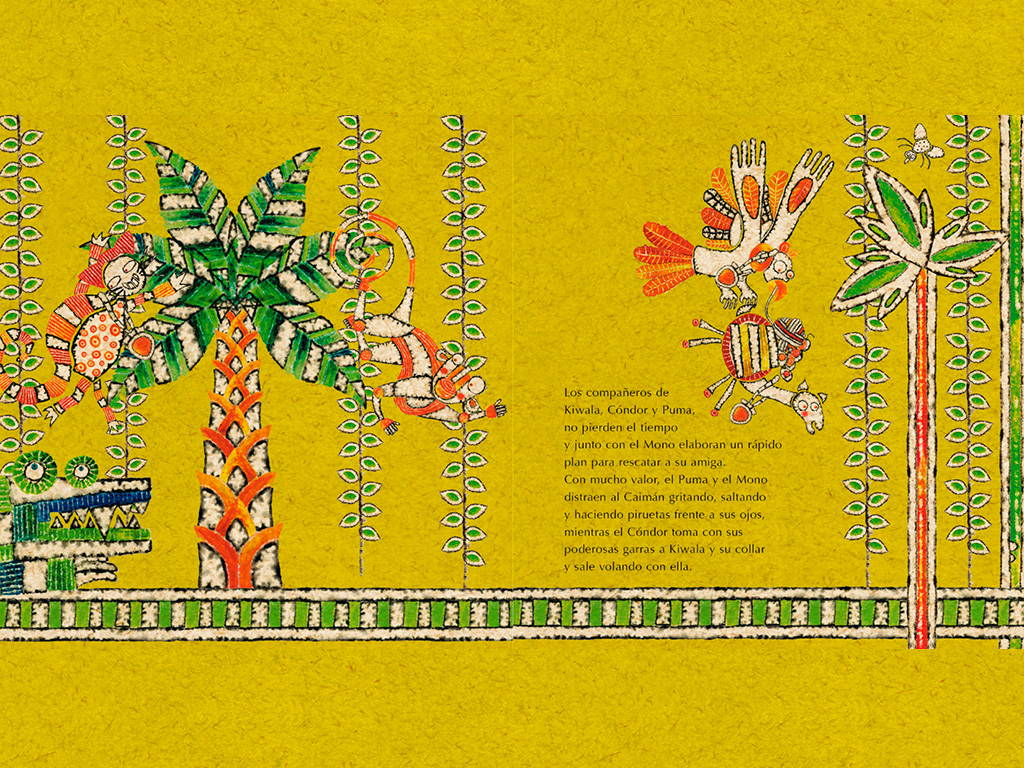 Los compañeros de
Kiwala, Cóndor y Puma,
no pierden el tiempo
y junto con el Mono elaboran un rápido
plan para rescatar a su amiga.
Con mucho valor, el Puma y el Mono
distraen al Caimán gritando, saltando
y haciendo piruetas frente a sus ojos,
mientras el Cóndor toma con sus
poderosas garras a Kiwala y su collar
y sale volando con ella.